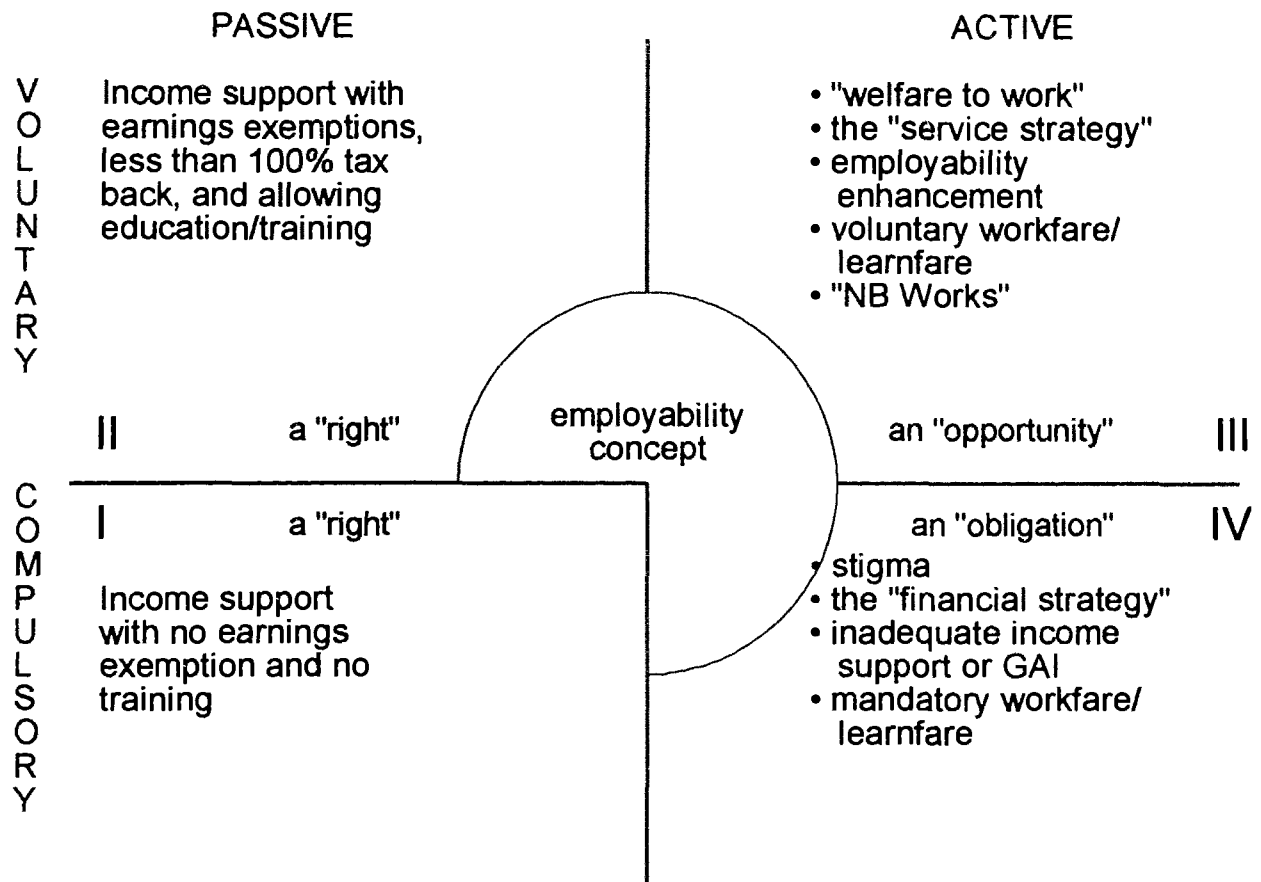 PASSIVE
ACTIVE
VOLUNTARY
Income support with
earnings exemptions,
less than 100% tax
back, and allowing
education/training
• "welfare to work"
• the "service strategy"
• employability
enhancement
• voluntary workfare/
learnfare
• "NB Works"
employability
concept
II
a "right"
an "opportunity"
III
COMPULSORY
I
a "right"
an "obligation"
IV
Income support
with no earnings
exemption and no
training
• stigma
• the "financial strategy"
• inadequate income
support or GAI
• mandatory workfare/
learnfare